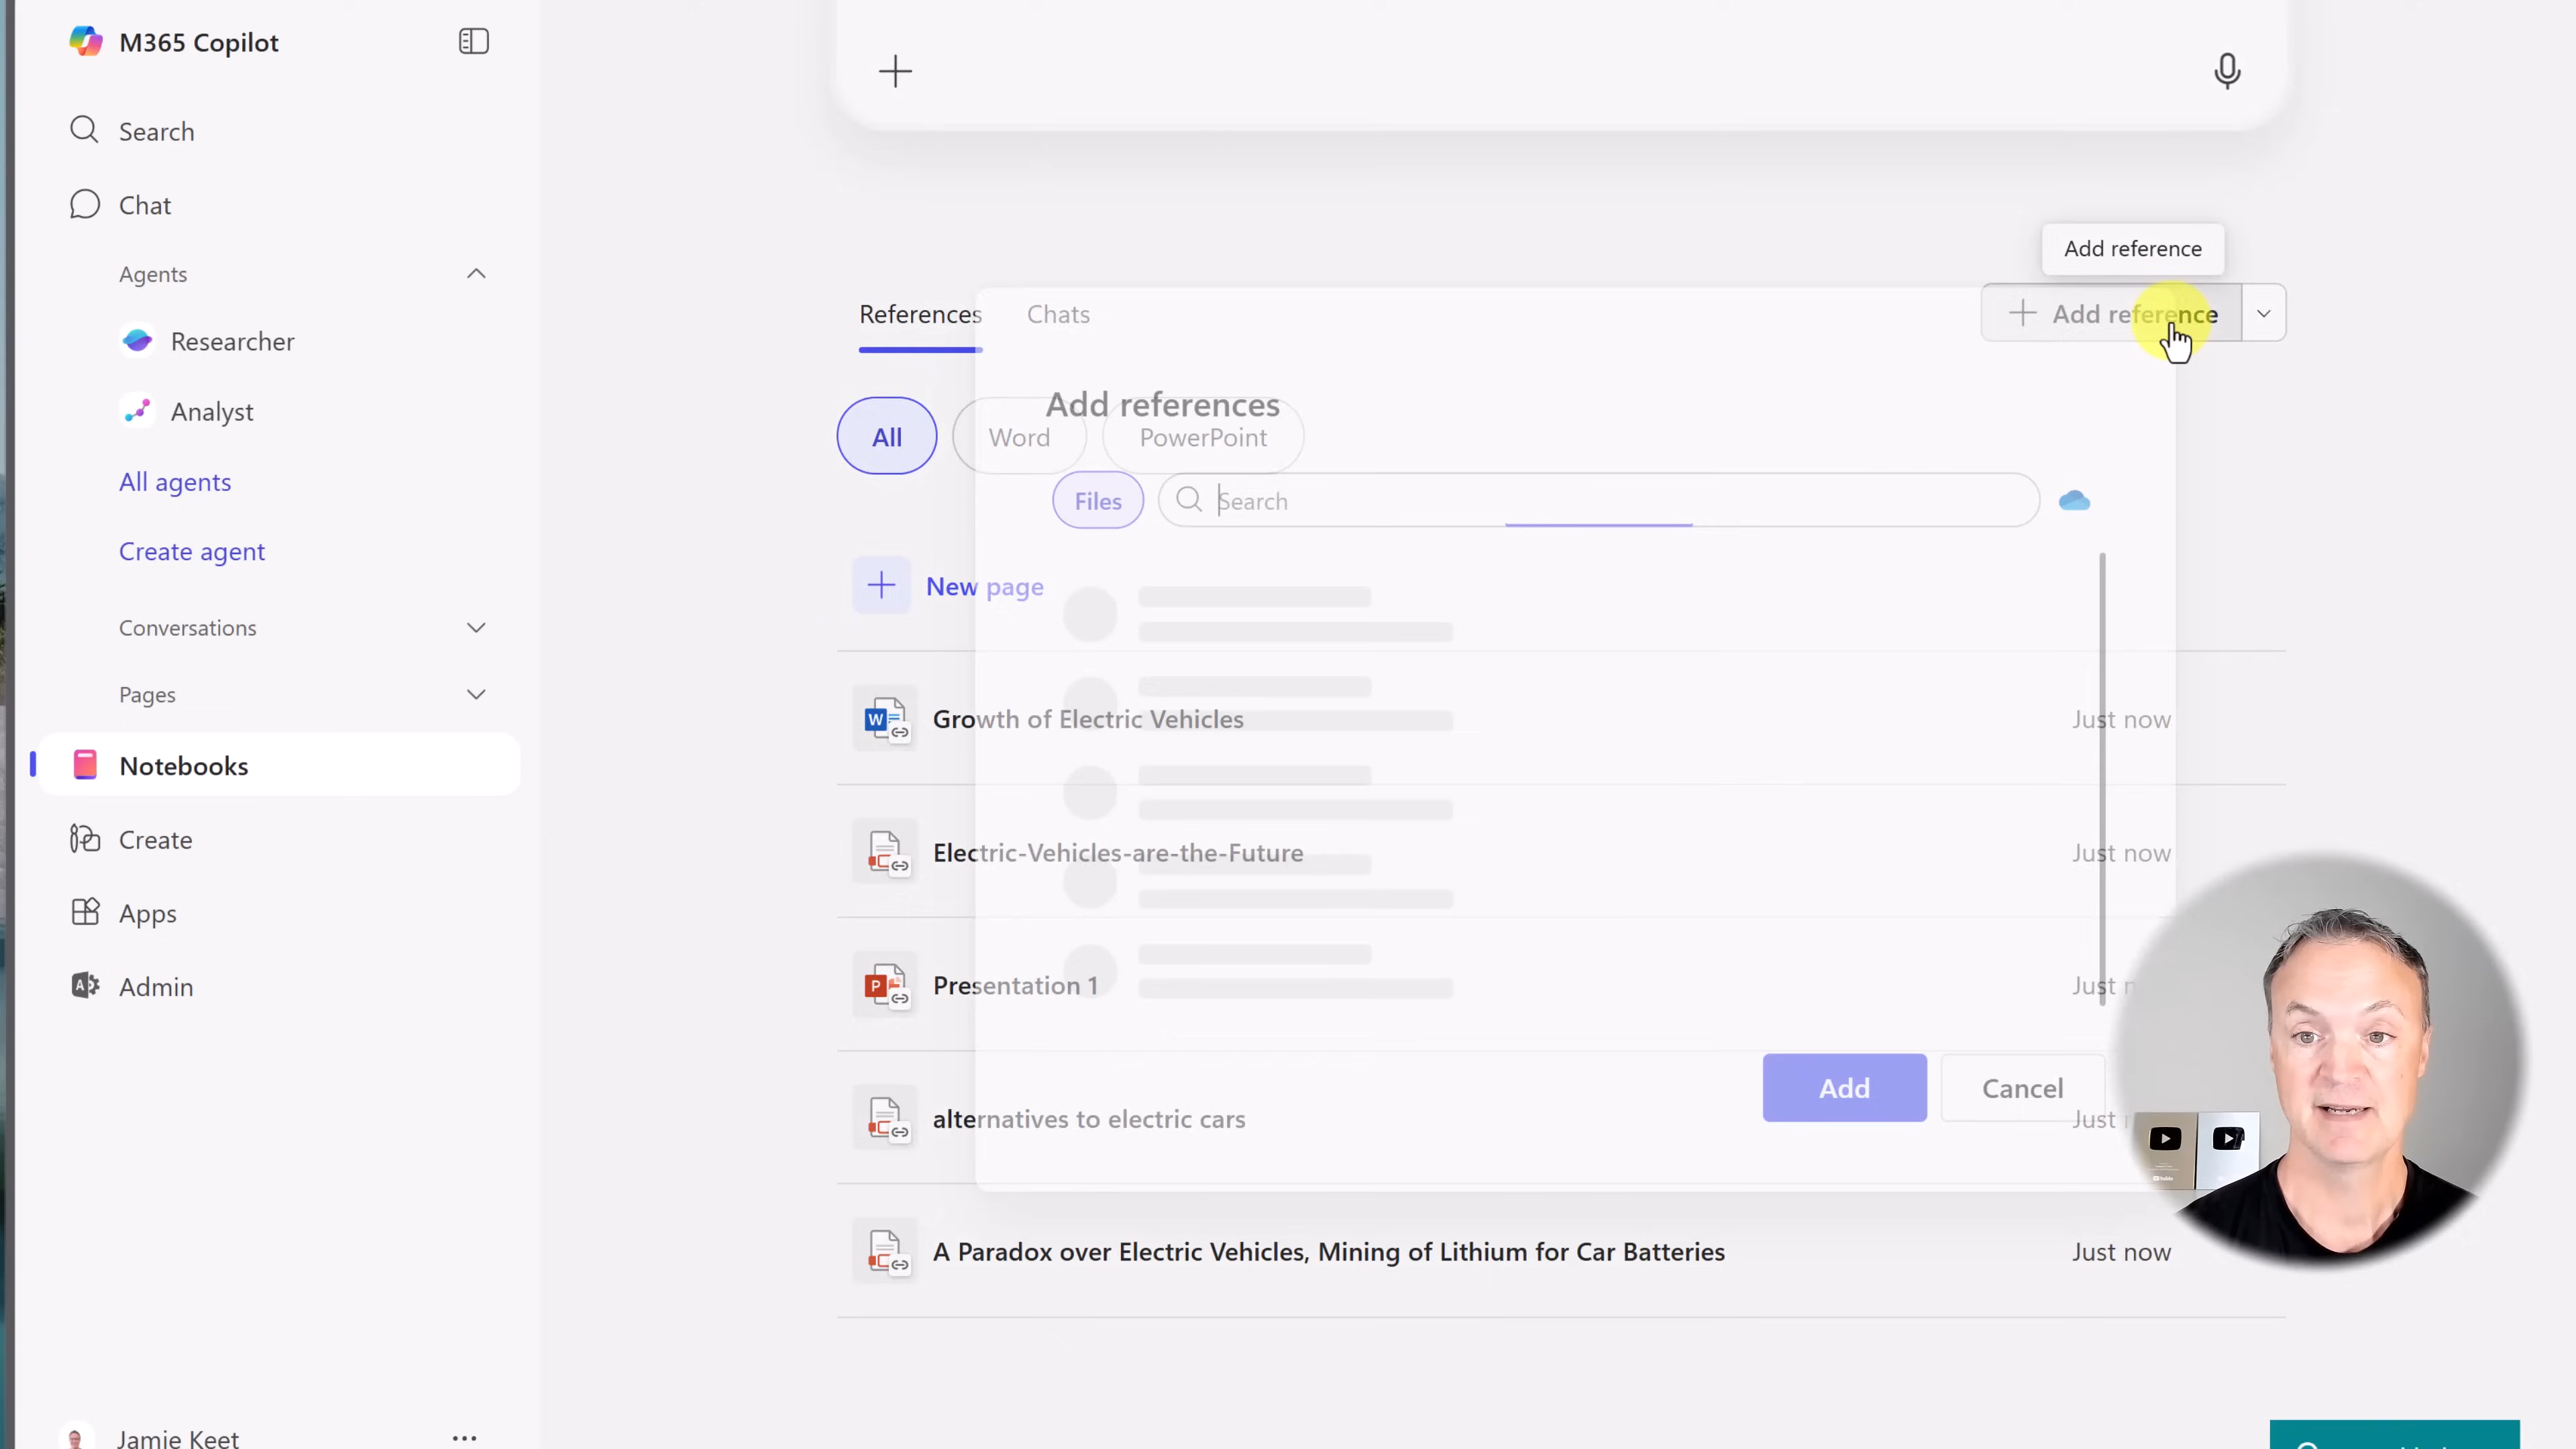 M365 Copilot
Search
Chat
Agents
Researcher
Analyst
All agents
Create agent
Conversations
Pages
Notebooks
Create
Apps
Admin
Jamie Keet
Add reference
References
Chats
Add reference
Add references
All
Word
PowerPoint
Files
Search
New page
Growth of Electric Vehicles
Just now
Electric-Vehicles-are-the-Future
Just now
Presentation 1
Just
alternatives to electric cars
Just
Add
Cancel
A Paradox over Electric Vehicles, Mining of Lithium for Car Batteries
Just now